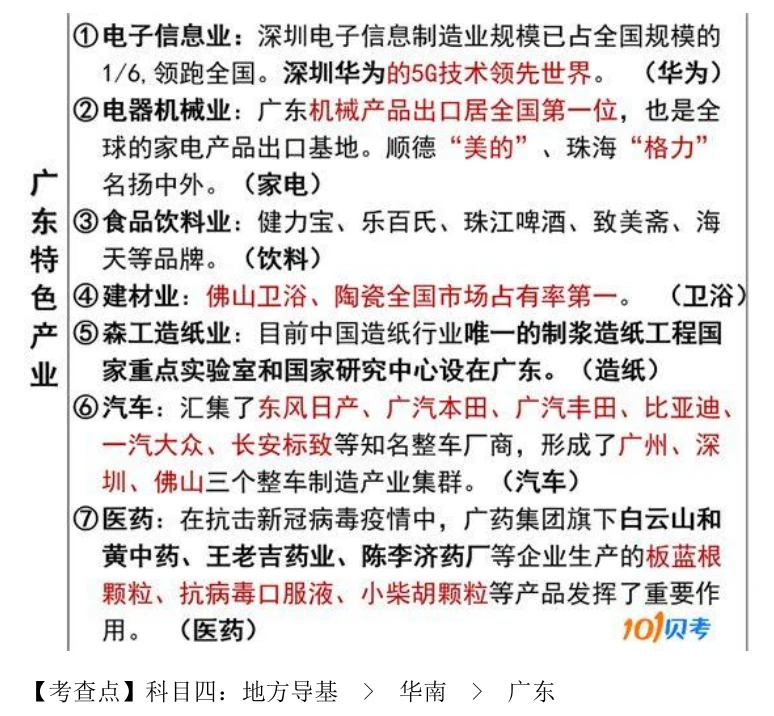 广东特色产业
①电子信息业：深圳电子信息制造业规模已占全国规模的
1/6,领跑全国。深圳华为的5G技术领先世界。（华为）
②电器机械业：广东机械产品出口居全国第一位，也是全
球的家电产品出口基地。顺德“美的”、珠海“格力”
名扬中外。（家电）
③食品饮料业：健力宝、乐百氏、珠江啤酒、致美斋、海
天等品牌。（饮料）
④建材业：佛山卫浴、陶瓷全国市场占有率第一。（卫浴）
⑤森工造纸业：目前中国造纸行业唯一的制浆造纸工程国
家重点实验室和国家研究中心设在广东。（造纸）
⑥汽车：汇集了东风日产、广汽本田、广汽丰田、比亚迪、
一汽大众、长安标致等知名整车厂商，形成了广州、深
圳、佛山三个整车制造产业集群。（汽车）
⑦医药：在抗击新冠病毒疫情中，广药集团旗下白云山和
黄中药、王老吉药业、陈李济药厂等企业生产的板蓝根
颗粒、抗病毒口服液、小柴胡颗粒等产品发挥了重要作
用。（医药）
101贝考
【考查点】科目四：地方导基 > 华南 > 广东